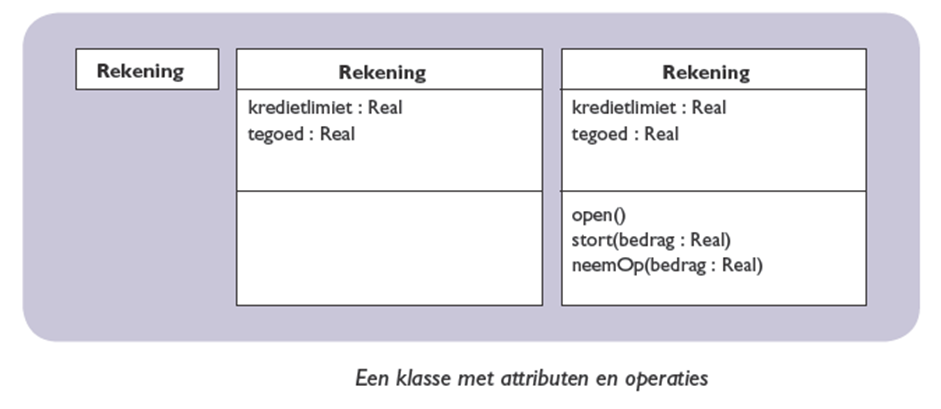 Rekening
Rekening
kredietlimiet : Real
tegoed : Real
Rekening
kredietlimiet : Real
tegoed : Real
open()
stort(bedrag : Real)
neemOp(bedrag : Real)
Een klasse met attributen en operaties